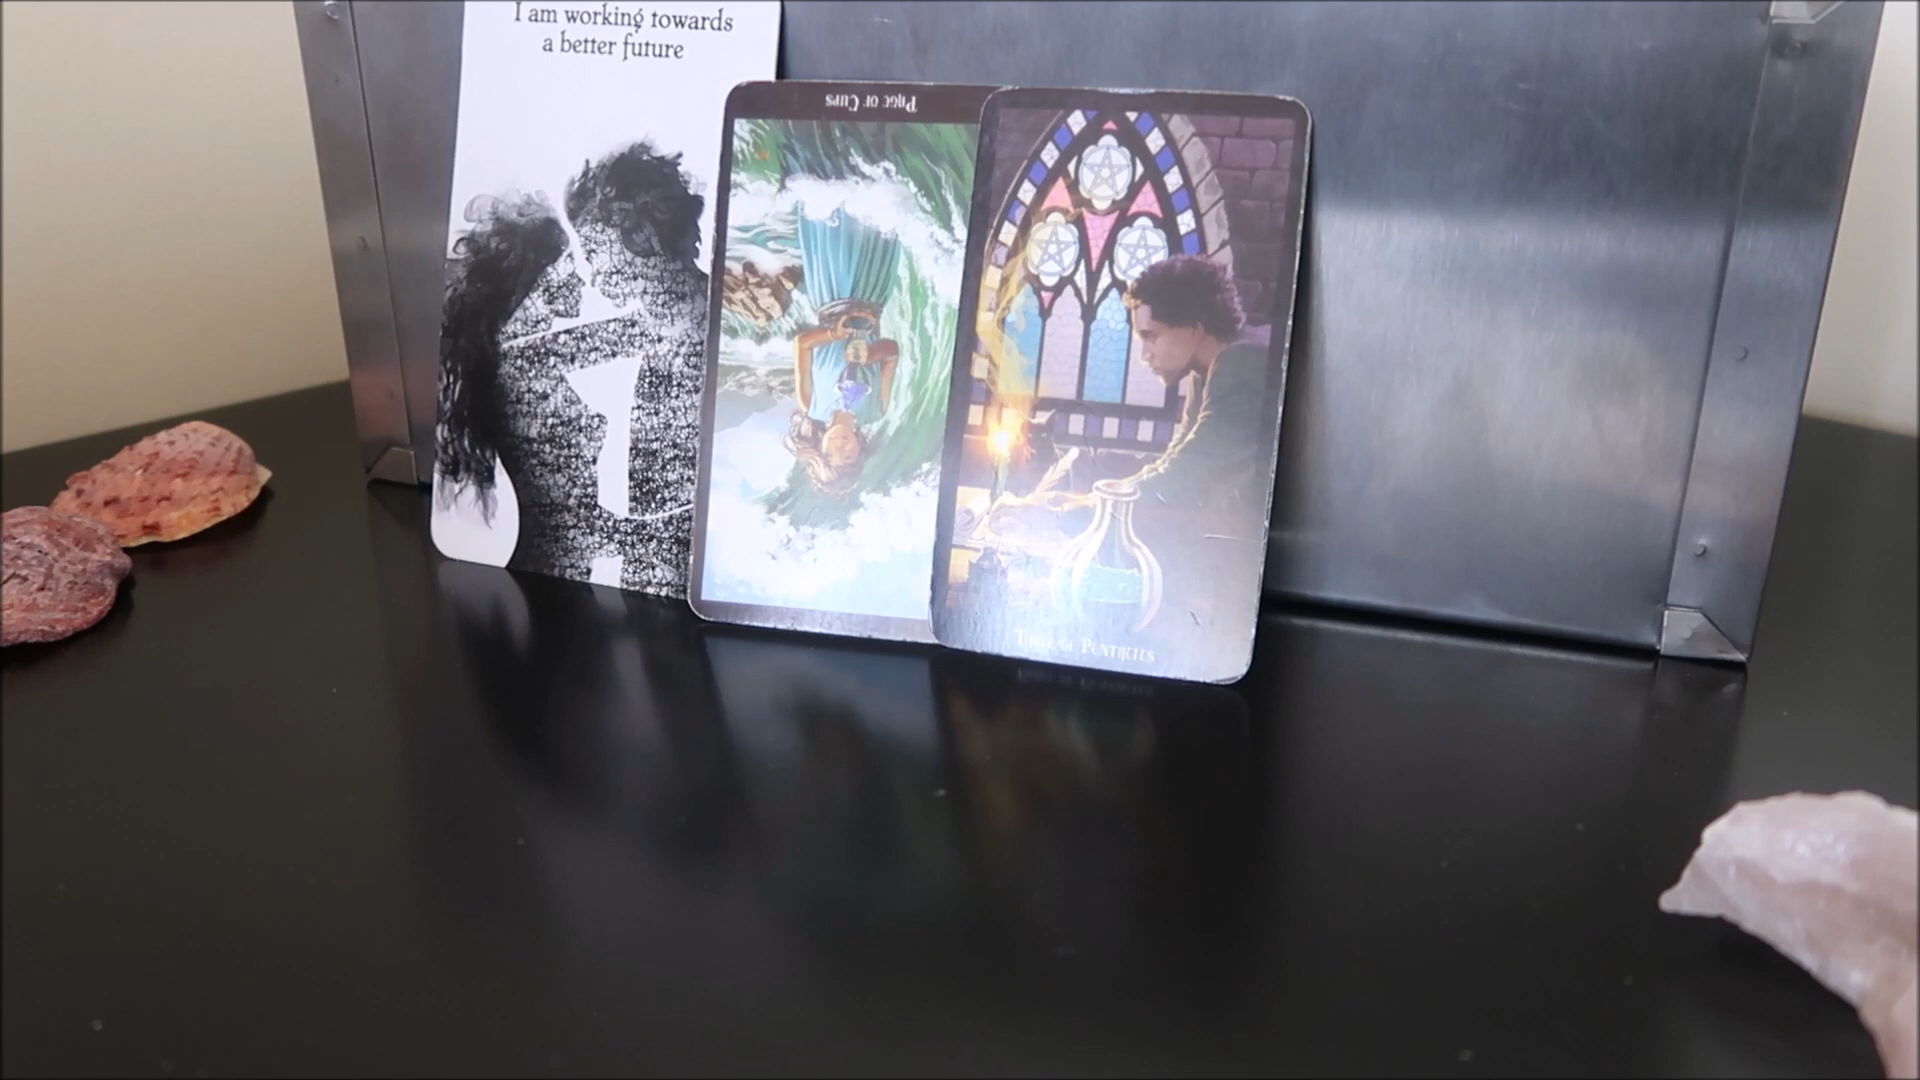 I am working towards
a better future
Page of Cups
Three of Pentacles